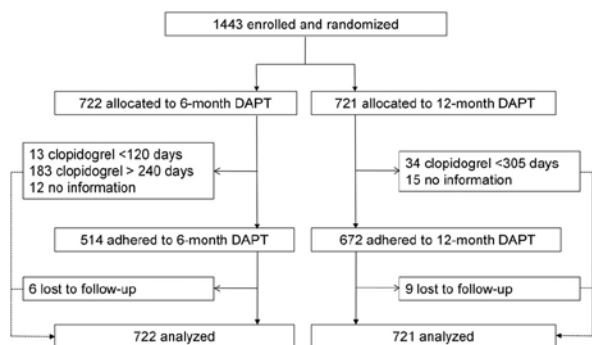 1443 enrolled and randomized
722 allocated to 6-month DAPT
721 allocated to 12-month DAPT
13 clopidogrel <120 days
183 clopidogrel > 240 days
12 no information
34 clopidogrel <305 days
15 no information
514 adhered to 6-month DAPT
672 adhered to 12-month DAPT
6 lost to follow-up
9 lost to follow-up
722 analyzed
721 analyzed